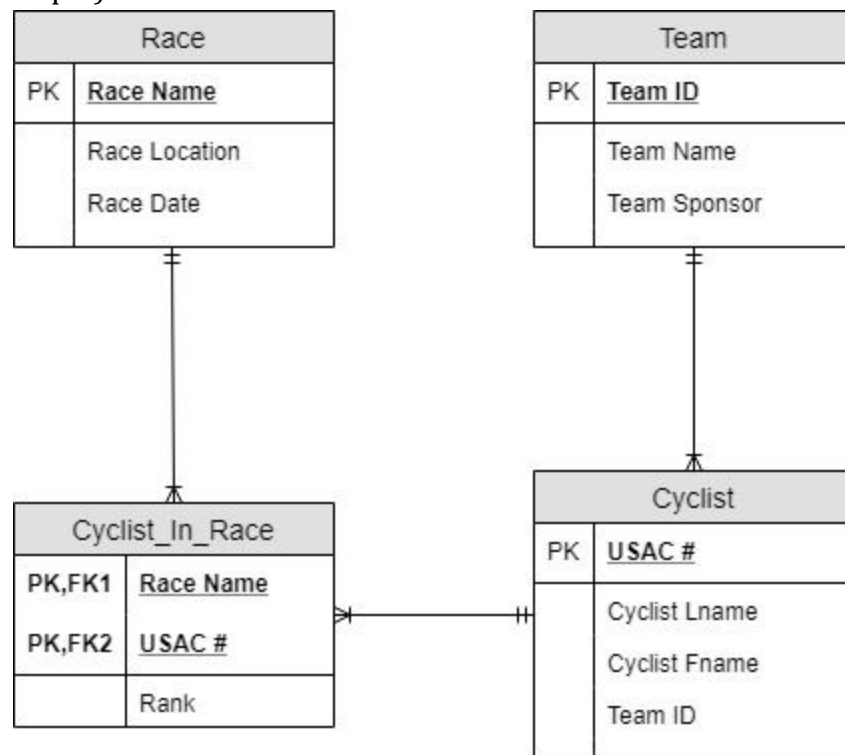 Race
PK Race Name
Race Location
Race Date
Team
PK Team ID
Team Name
Team Sponsor
Cyclist_In_Race
PK,FK1 Race Name
PK,FK2 USAC #
Rank
Cyclist
PK USAC #
Cyclist Lname
Cyclist Fname
Team ID